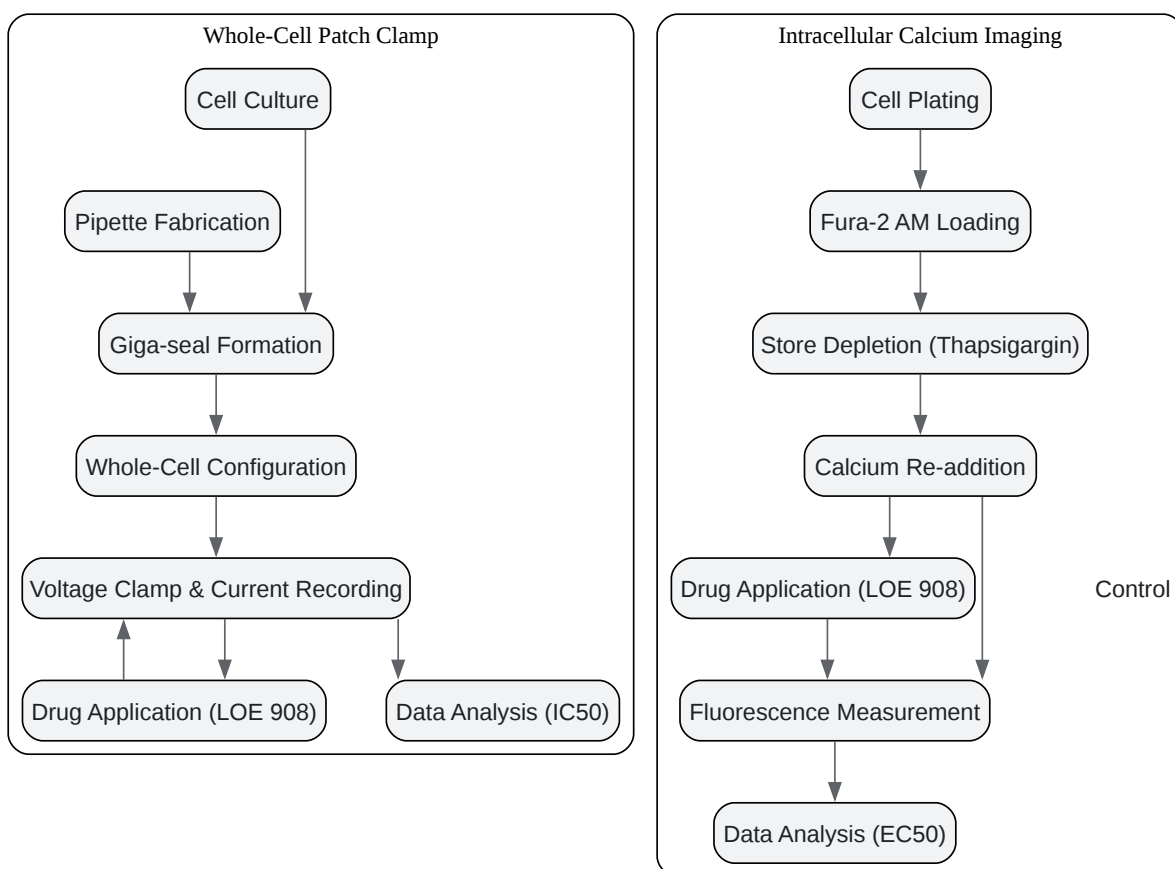 Whole-Cell Patch Clamp
Cell Culture
Pipette Fabrication
Giga-seal Formation
Whole-Cell Configuration
Voltage Clamp & Current Recording
Drug Application (LOE 908)
Data Analysis (IC50)
Intracellular Calcium Imaging
Cell Plating
Fura-2 AM Loading
Store Depletion (Thapsigargin)
Calcium Re-addition
Drug Application (LOE 908)
Control
Fluorescence Measurement
Data Analysis (EC50)